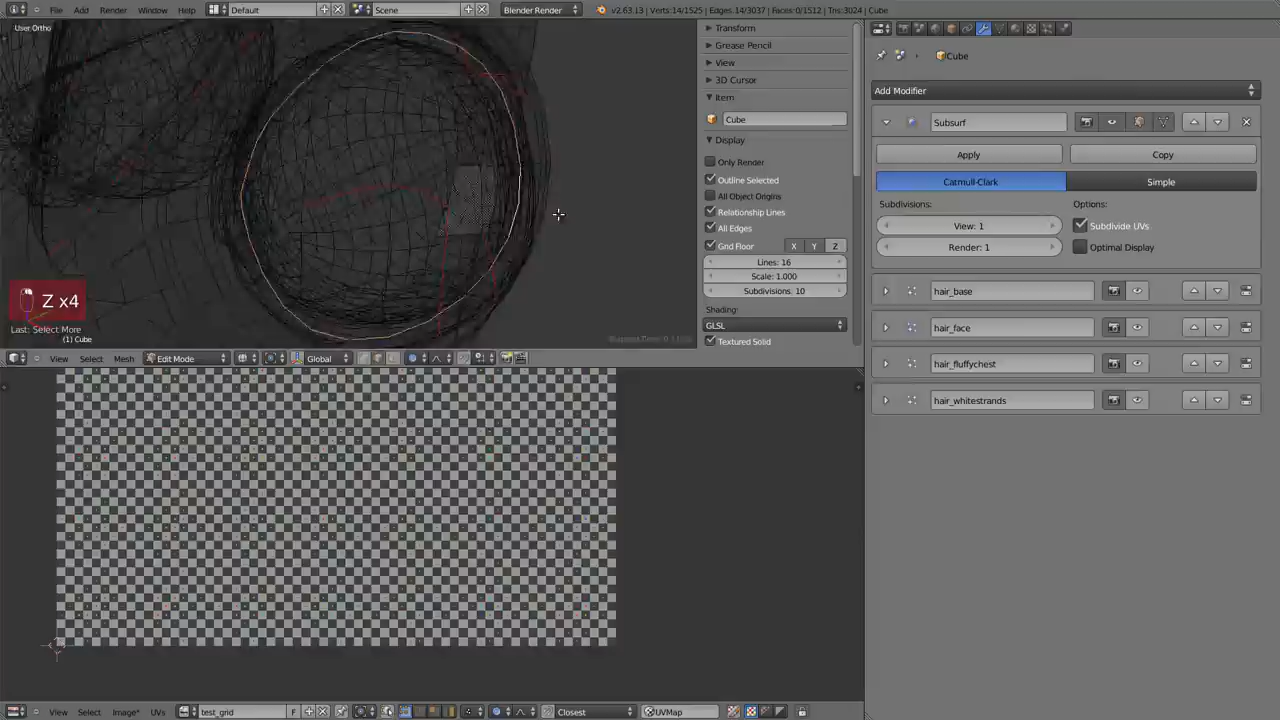 File Add Render Window Help Default Scene Blender Render v2.63.13 | Verts:14/1525 | Edges:14/3037 | Faces:0/1512 | Tris:3024 | Cube
User Ortho
Transform
Grease Pencil
View
3D Cursor
Item
Cube
Display
Only Render
Outline Selected
All Object Origins
Relationship Lines
All Edges
Grid Floor X Y Z
Lines: 16
Scale: 1.000
Subdivisions: 10
Shading:
GLSL
Textured Solid
Z x4
Last: Select More
(1) Cube
View Select Mesh Edit Mode Global
Cube
Add Modifier
Subsurf
Apply Copy
Catmull-Clark Simple
Subdivisions: Options:
View: 1 Subdivide UVs
Render: 1 Optimal Display
hair_base
hair_face
hair_fluffychest
hair_whitestrands
View Select Image* UVs test_grid F Closest UVMap